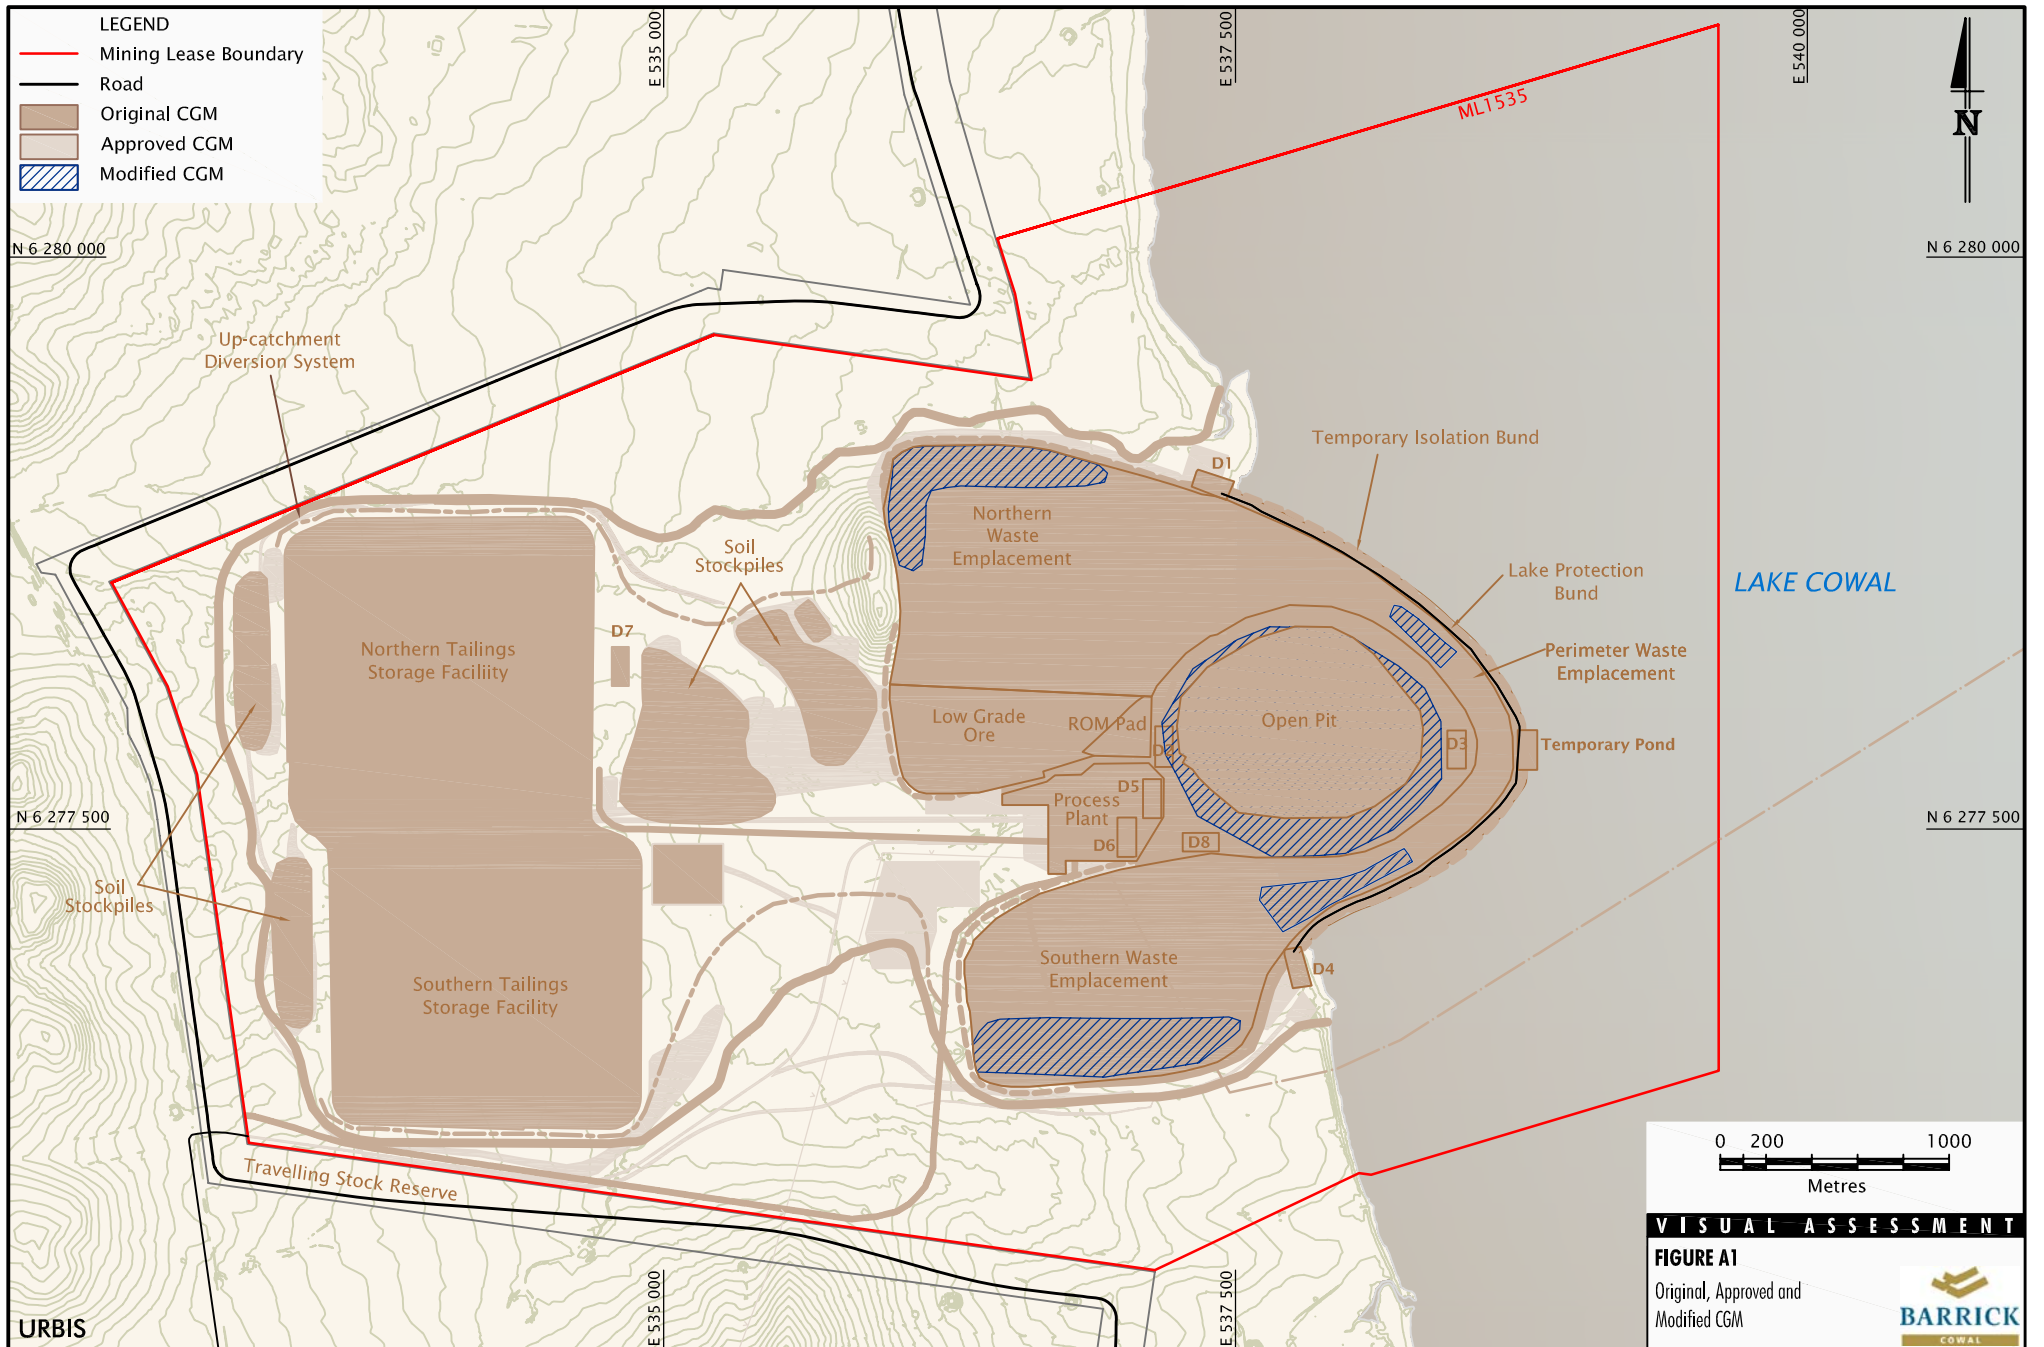 LEGEND
Mining Lease Boundary
Road
Original CGM
Approved CGM
Modified CGM
E 535 000
E 537 500
E 540 000
N
ML1535
N 6 280 000
N 6 280 000
Up-catchment
Diversion System
Temporary Isolation Bund
D1
Northern
Waste
Emplacement
Soil
Stockpiles
Lake Protection
Bund
LAKE COWAL
D7
Northern Tailings
Storage Faciliity
Perimeter Waste
Emplacement
Low Grade
Ore
ROM Pad
Open Pit
D3
Temporary Pond
D5
Process
Plant
D6
D8
N 6 277 500
N 6 277 500
Soil
Stockpiles
Southern Waste
Emplacement
D4
Southern Tailings
Storage Facility
Travelling Stock Reserve
0 200 1000
Metres
VISUAL ASSESSMENT
FIGURE A1
Original, Approved and
Modified CGM
BARRICK
COWAL
E 535 000
E 537 500
URBIS